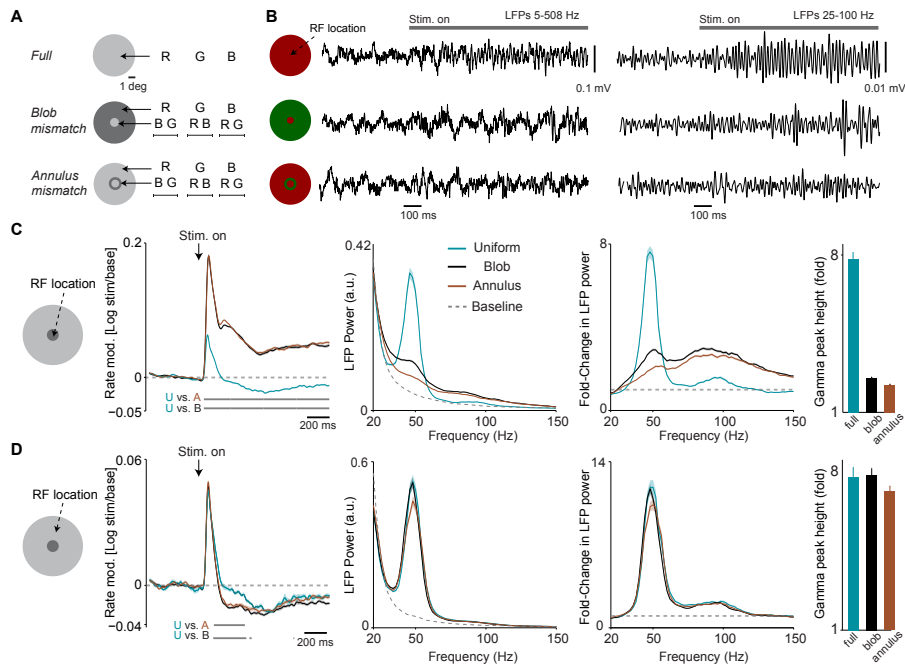 A
B
Stim. on
LFPs 5-508 Hz
Stim. on
LFPs 25-100 Hz
RF location
Full
R G B
1 deg
0.1 mV
0.01 mV
Blob
mismatch
R G B
B G R B R G
Annulus
mismatch
R G B
B G R B R G
100 ms
100 ms
C
RF location
Stim. on
Rate mod. [Log stim/base]
0.2
0
−0.05
U vs. A
U vs. B
200 ms
LFP Power (a.u.)
0.42
0
20 50 100 150
Frequency (Hz)
Uniform
Blob
Annulus
Baseline
Fold-Change in LFP power
8
0
20 50 100 150
Frequency (Hz)
Gamma peak height (fold)
8
1
full
blob
annulus
D
RF location
Stim. on
Rate mod. [Log stim/base]
0.06
0
−0.04
U vs. A
U vs. B
200 ms
LFP Power (a.u.)
0.6
0
20 50 100 150
Frequency (Hz)
Fold-Change in LFP power
14
0
20 50 100 150
Frequency (Hz)
Gamma peak height (fold)
8
1
full
blob
annulus